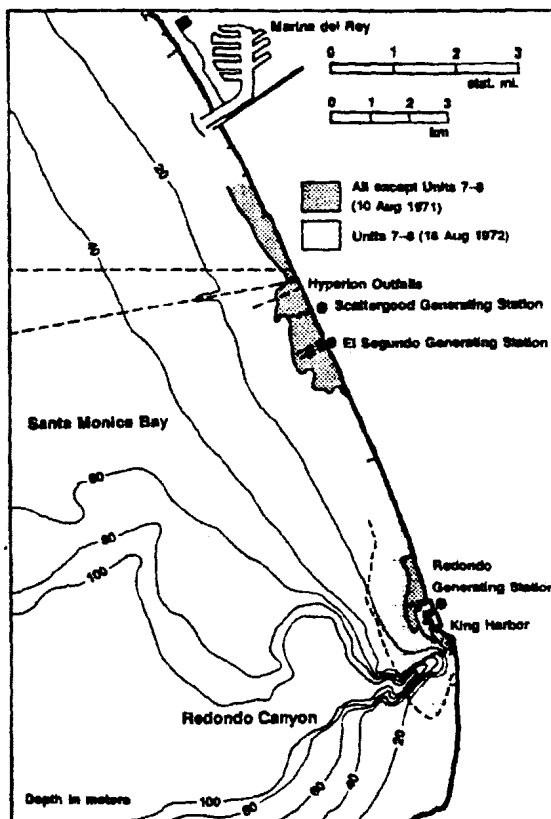 Marina del Rey
0 1 2 3
stat. mi.
0 1 2 3
km
All except Units 7-8
(10 Aug 1971)
Units 7-8 (18 Aug 1972)
20
40
Hyperion Outfalls
Scattergood Generating Station
El Segundo Generating Station
Santa Monica Bay
60
80
100
Redondo
Generating Station
King Harbor
Redondo Canyon
20
40
60
80
100
Depth in meters